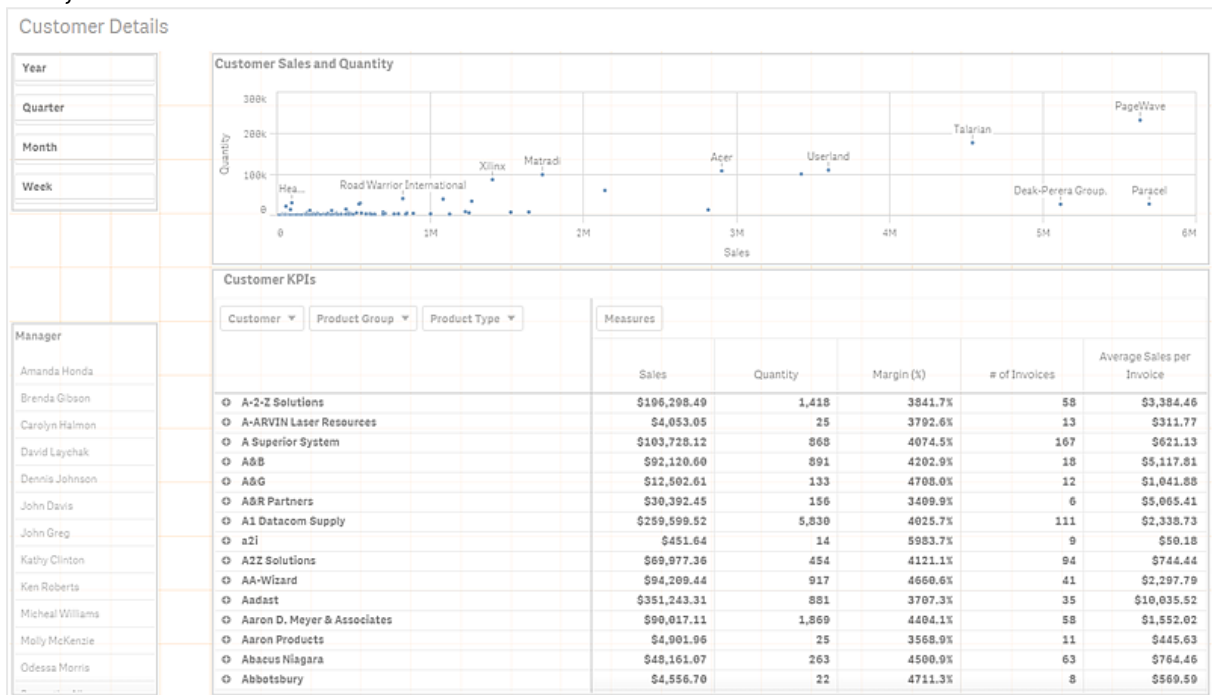 Customer Details
Year
Quarter
Month
Week
Customer Sales and Quantity
300k
200k
100k
0
Quantity
PageWave
Talarian
Acer
Userland
Xilinx
Matradi
Road Warrior International
Hea...
Deak-Perera Group.
Paracel
0 1M 2M 3M 4M 5M 6M
Sales
Manager
Amanda Honda
Brenda Gibson
Carolyn Halmon
David Laychak
Dennis Johnson
John Davis
John Greg
Kathy Clinton
Ken Roberts
Micheal Williams
Molly McKenzie
Odessa Morris
Customer KPIs
Customer Product Group Product Type Measures
Sales Quantity Margin (%) # of Invoices Average Sales per Invoice
A-2-Z Solutions $196,298.49 1,418 3841.7% 58 $3,384.46
A-ARVIN Laser Resources $4,053.05 25 3792.6% 13 $311.77
A Superior System $103,728.12 868 4074.5% 167 $621.13
A&B $92,120.60 891 4202.9% 18 $5,117.81
A&G $12,502.61 133 4708.0% 12 $1,041.88
A&R Partners $30,392.45 156 3409.9% 6 $5,065.41
A1 Datacom Supply $259,599.52 5,830 4025.7% 111 $2,338.73
a2i $451.64 14 5983.7% 9 $50.18
A2Z Solutions $69,977.36 454 4121.1% 94 $744.44
AA-Wizard $94,209.44 917 4660.6% 41 $2,297.79
Aadast $351,243.31 881 3707.3% 35 $10,035.52
Aaron D. Meyer & Associates $90,017.11 1,869 4404.1% 58 $1,552.02
Aaron Products $4,901.96 25 3568.9% 11 $445.63
Abacus Niagara $48,161.07 263 4500.9% 63 $764.46
Abbotsbury $4,556.70 22 4711.3% 8 $569.59